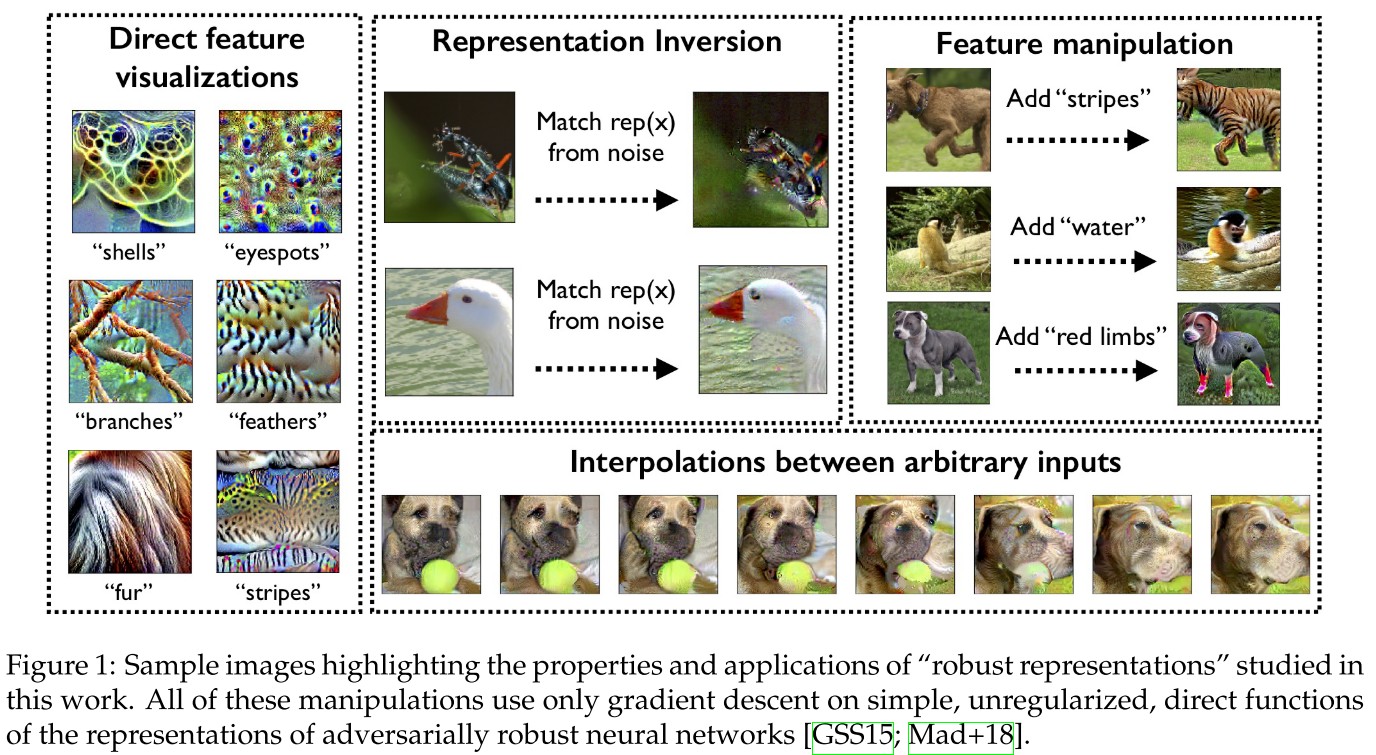 Direct feature
visualizations
“shells”
“eyespots”
“branches”
“feathers”
“fur”
“stripes”
Representation Inversion
Match rep(x)
from noise
Match rep(x)
from noise
Feature manipulation
Add “stripes”
Add “water”
Add “red limbs”
Interpolations between arbitrary inputs
Figure 1: Sample images highlighting the properties and applications of “robust representations” studied in
this work. All of these manipulations use only gradient descent on simple, unregularized, direct functions
of the representations of adversarially robust neural networks [GSS15; Mad+18].